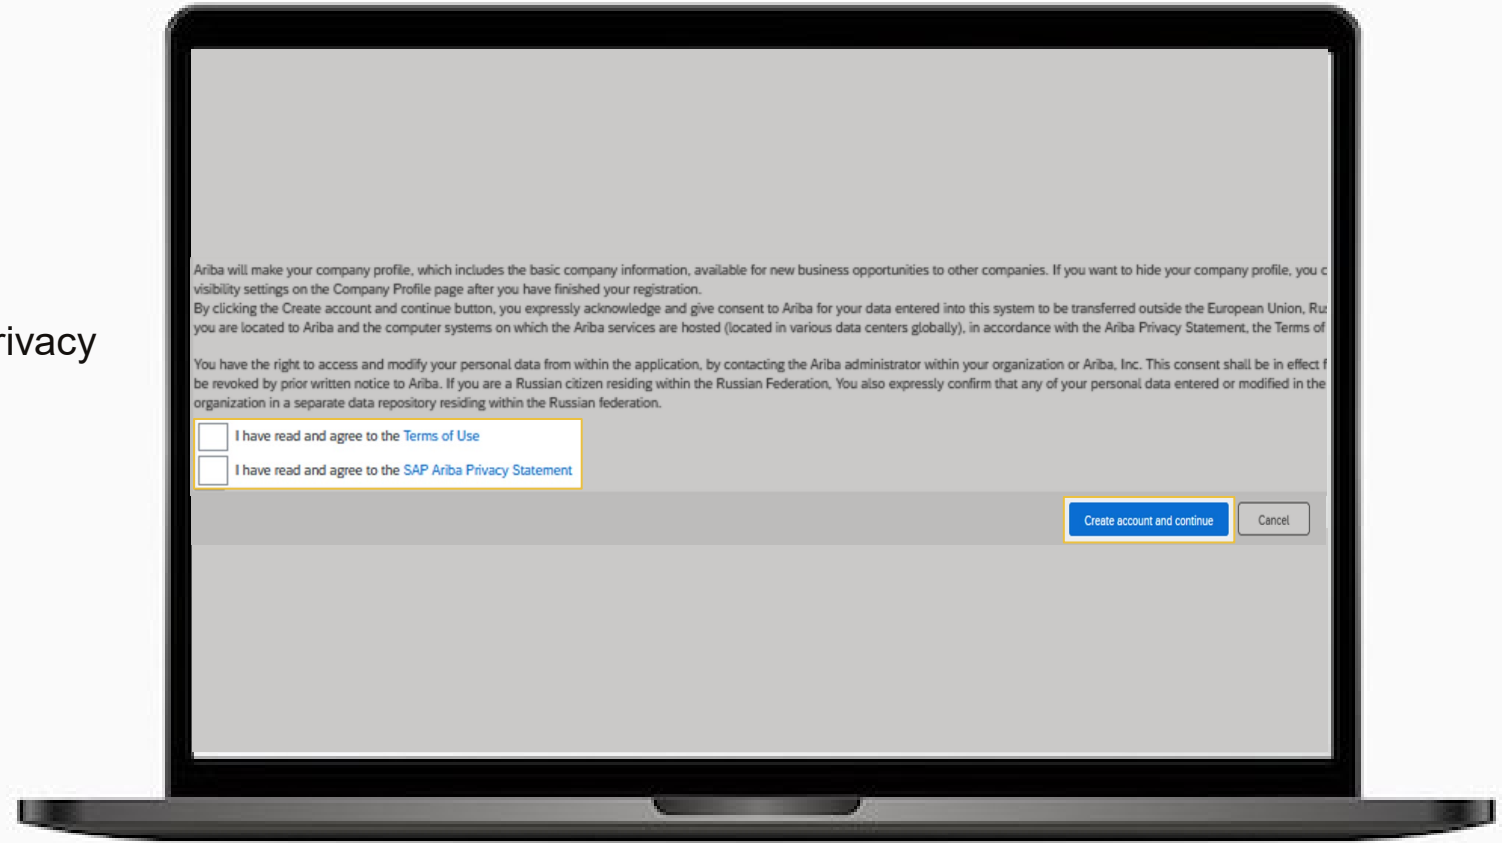 rivacy
Ariba will make your company profile, which includes the basic company information, available for new business opportunities to other companies. If you want to hide your company profile, you c
visibility settings on the Company Profile page after you have finished your registration.
By clicking the Create account and continue button, you expressly acknowledge and give consent to Ariba for your data entered into this system to be transferred outside the European Union, Rus
you are located to Ariba and the computer systems on which the Ariba services are hosted (located in various data centers globally), in accordance with the Ariba Privacy Statement, the Terms of
You have the right to access and modify your personal data from within the application, by contacting the Ariba administrator within your organization or Ariba, Inc. This consent shall be in effect f
be revoked by prior written notice to Ariba. If you are a Russian citizen residing within the Russian Federation, You also expressly confirm that any of your personal data entered or modified in the
organization in a separate data repository residing within the Russian federation.
I have read and agree to the Terms of Use
I have read and agree to the SAP Ariba Privacy Statement
Create account and continue
Cancel